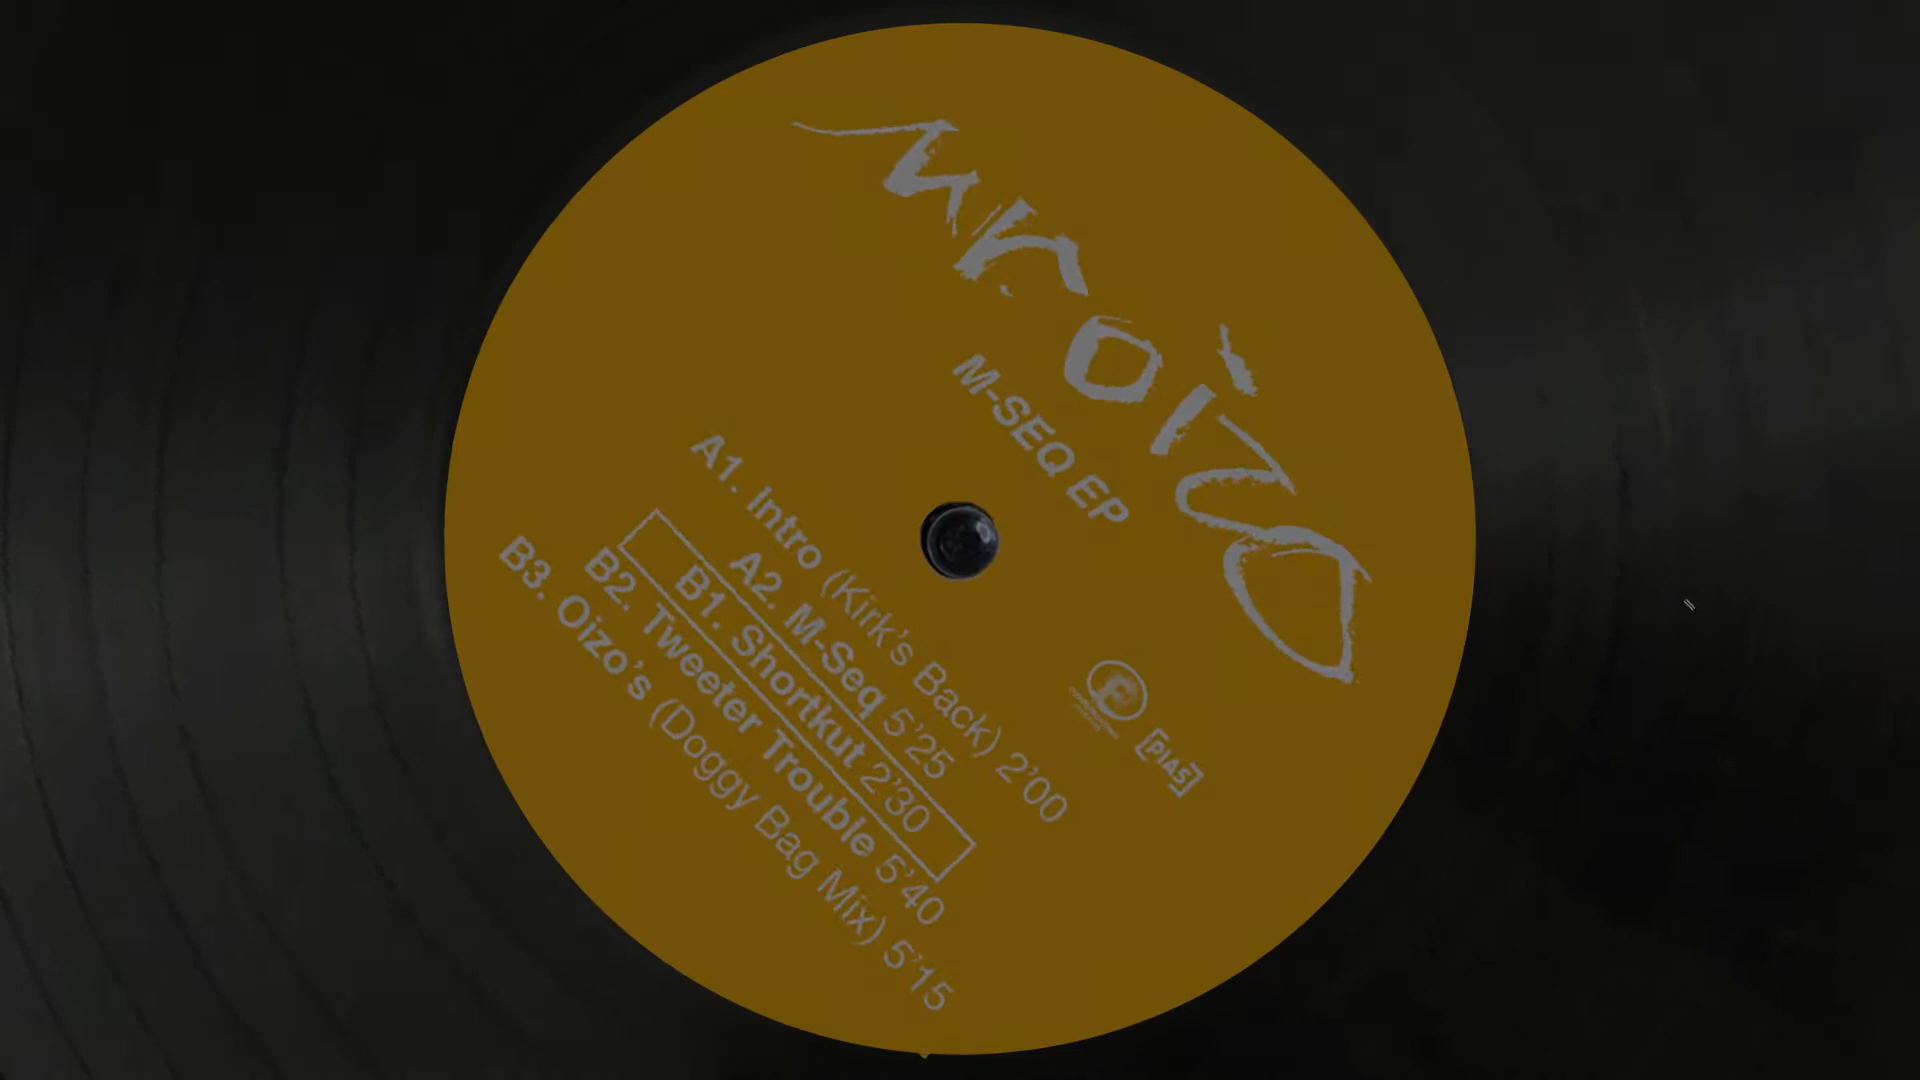 mr. oizo
M-SEQ EP
A1. Intro (Kirk's Back) 2'00
A2. M-Seq 5'25
B1. Shortkut 2'30
B2. Tweeter Trouble 5'40
B3. Oizo's (Doggy Bag Mix) 5'15
F
[PIAS]